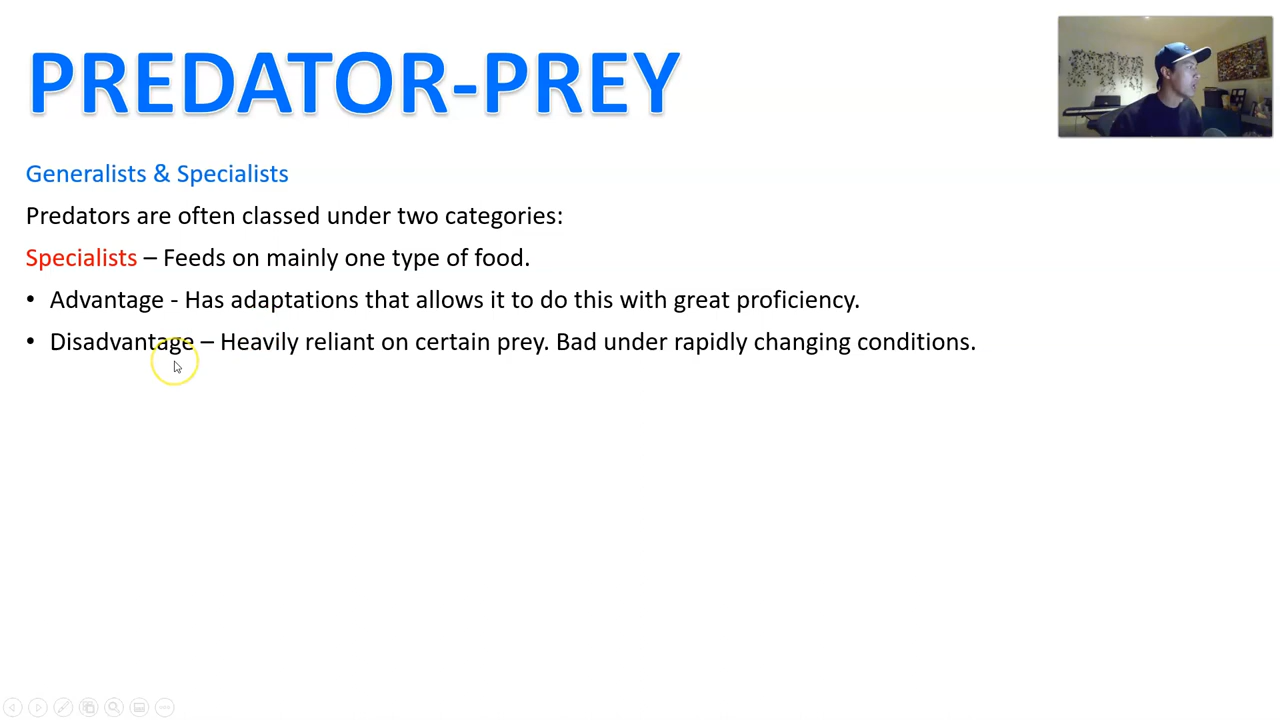 PREDATOR-PREY
Generalists & Specialists
Predators are often classed under two categories:
Specialists – Feeds on mainly one type of food.
• Advantage - Has adaptations that allows it to do this with great proficiency.
• Disadvantage – Heavily reliant on certain prey. Bad under rapidly changing conditions.